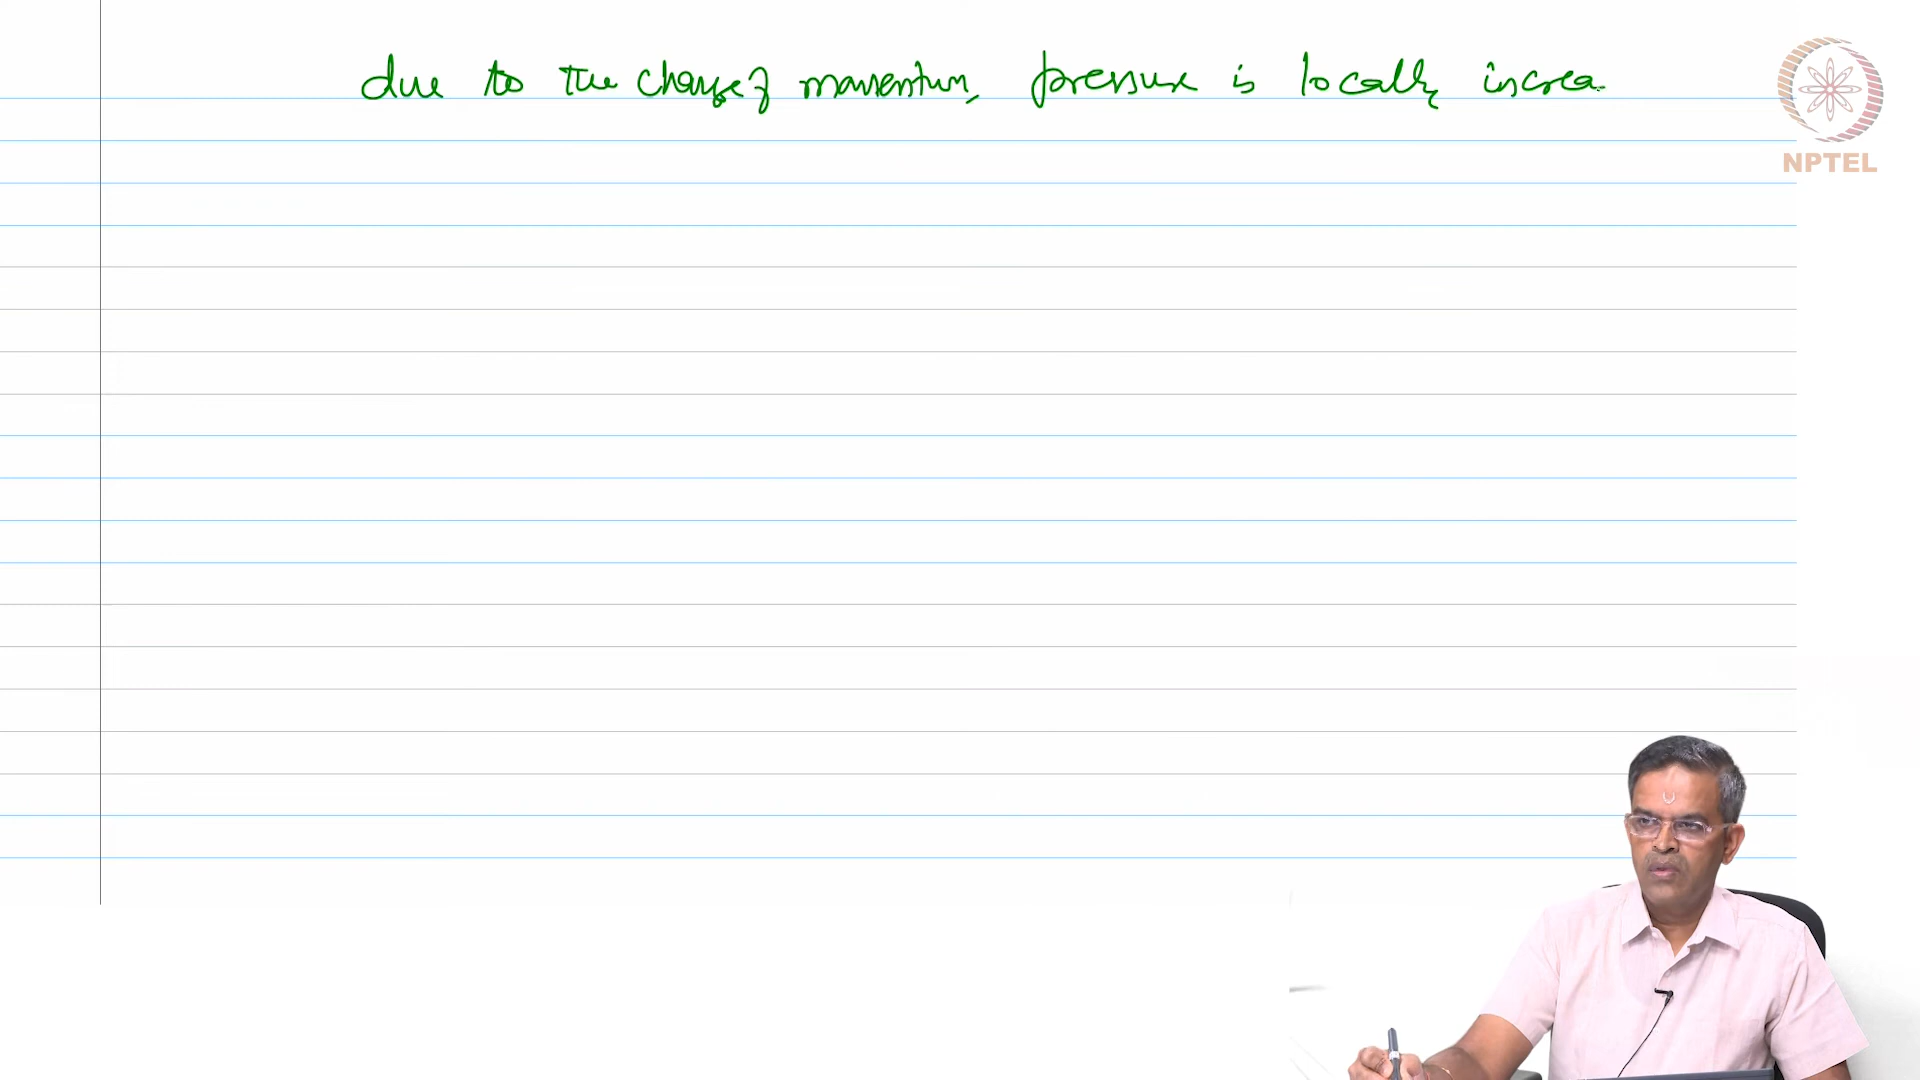 due to the change of momentum, pressure is locally increa
NPTEL